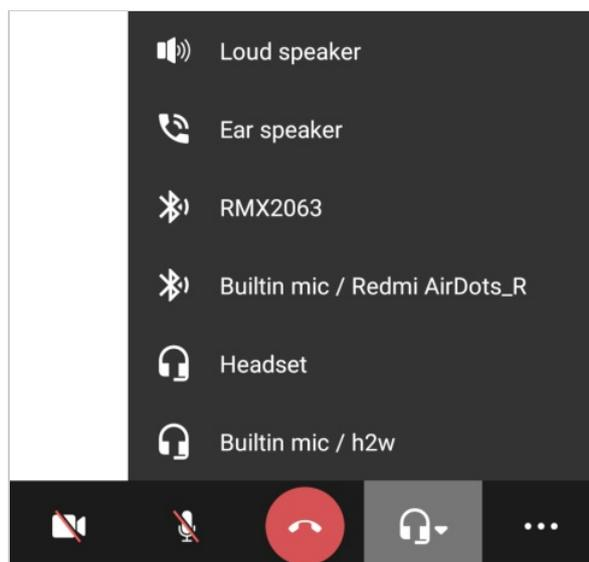 Loud speaker
Ear speaker
RMX2063
Builtin mic / Redmi AirDots_R
Headset
Builtin mic / h2w